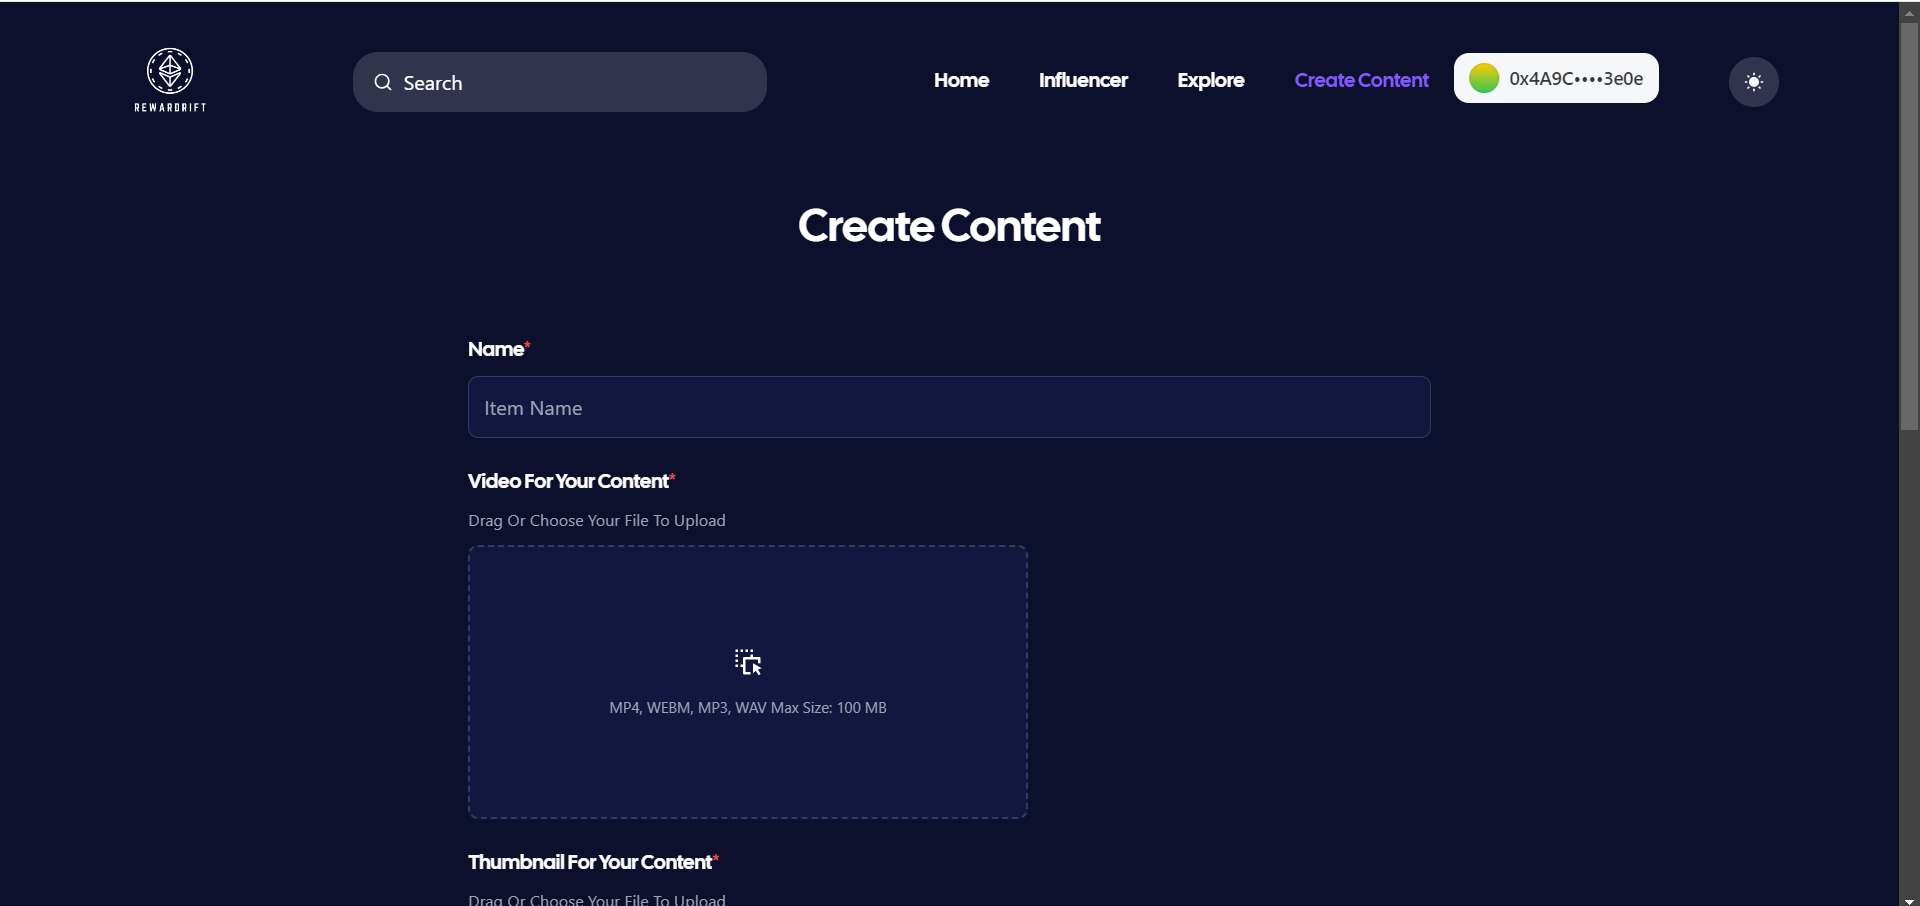 REWARDRIFT
Search
Home
Influencer
Explore
Create Content
0x4A9C••••3e0e
Create Content
Name*
Item Name
Video For Your Content*
Drag Or Choose Your File To Upload
MP4, WEBM, MP3, WAV Max Size: 100 MB
Thumbnail For Your Content*
Drag Or Choose Your File To Upload